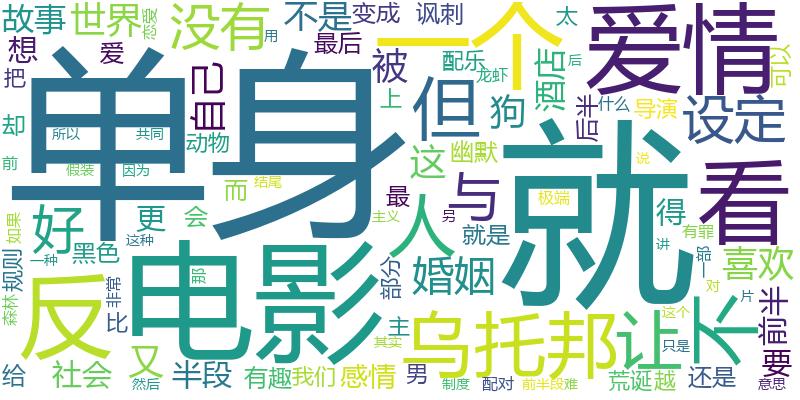 故事
世界
没有
不是
变成
讽刺
一个
爱情
太
恋爱
用
最后
配乐
龙虾
后
可以
想
把
爱
自己
被
上
酒店
什么
单身
但
狗
后半
导演
设定
却
所以
共同
动物
这
幽默
就
说
前
假装
因为
而
结尾
最
与
人
看
好
更
会
主义
另
极端
得
如果
这种
黑色
就是
有罪
讲
规则
一种
非常
那
电影
部分
婚姻
一部
对
喜欢
森林
反
比
主
乌托邦
让
不
这个
片
前半
只是
要
给
社会
然后
又
半段
有趣
我们
感情
其实
男
制度
配对
前半段
难
荒诞
越
还是
意思